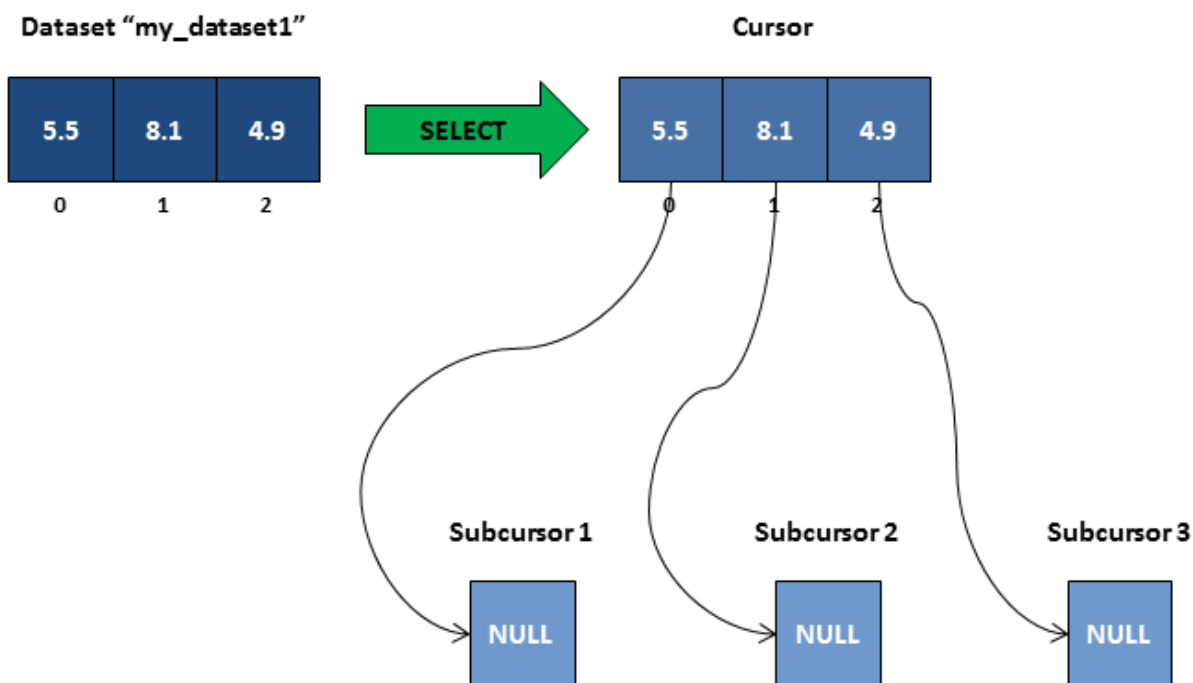 Dataset “my_dataset1”
Cursor
5.5 8.1 4.9
SELECT
5.5 8.1 4.9
0 1 2
0 1 2
Subcursor 1
Subcursor 2
Subcursor 3
NULL
NULL
NULL